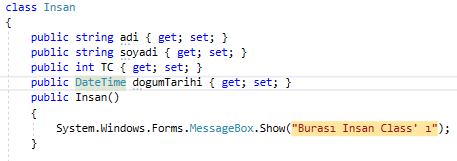 class Insan
{
public string adi { get; set; }
public string soyadi { get; set; }
public int TC { get; set; }
public DateTime dogumTarihi { get; set; }
public Insan()
{
System.Windows.Forms.MessageBox.Show("Burası Insan Class' ı");
}